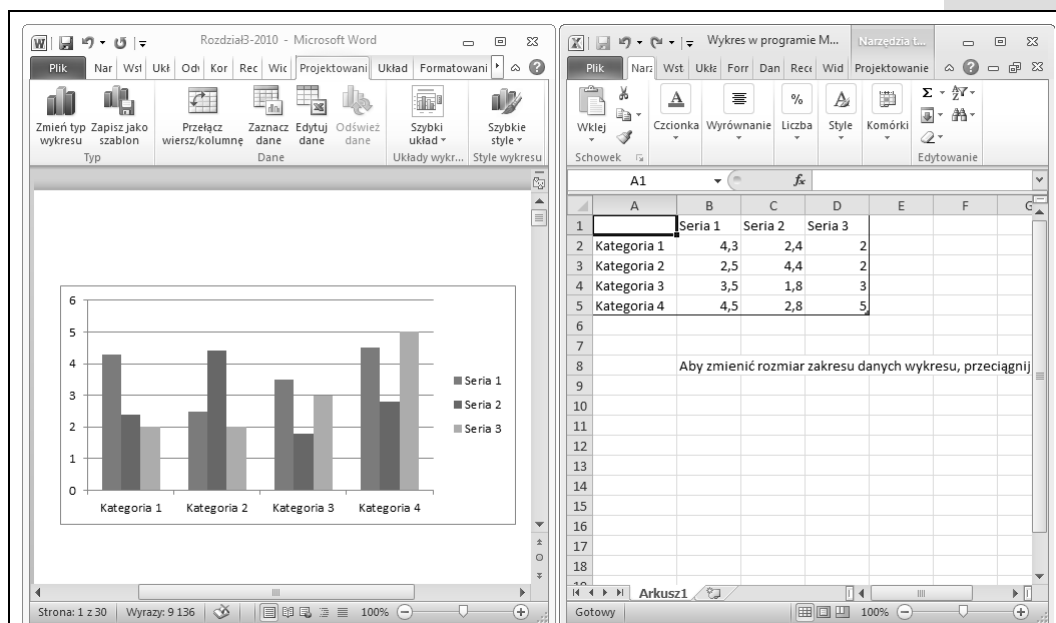 Rozdział3-2010 - Microsoft Word
Plik Nar Wst Ukł Odw Kor Rec Wic Projektowani Układ Formatowani
Zmień typ wykresu
Zapisz jako szablon
Przełącz wiersz/kolumnę
Zaznacz dane
Edytuj dane
Odśwież dane
Szybki układ
Szybkie style
Typ Dane Układy wykr... Style wykresu
6
5
4
3
2
1
0
Kategoria 1 Kategoria 2 Kategoria 3 Kategoria 4
Seria 1
Seria 2
Seria 3
Strona: 1 z 30 Wyrazy: 9 136 100%
Wykres w programie M... Narzędzia t...
Plik Narz Wst Ukła Forr Dan Rece Wid Projektowanie
Wklej
Czcionka Wyrównanie Liczba Style Komórki
Schowek Edytowanie
A1 fx
A B C D E F G
1 Seria 1 Seria 2 Seria 3
2 Kategoria 1 4,3 2,4 2
3 Kategoria 2 2,5 4,4 2
4 Kategoria 3 3,5 1,8 3
5 Kategoria 4 4,5 2,8 5
6
7
8 Aby zmienić rozmiar zakresu danych wykresu, przeciągnij
9
10
11
12
13
14
15
16
17
18
Arkusz1
Gotowy 100%